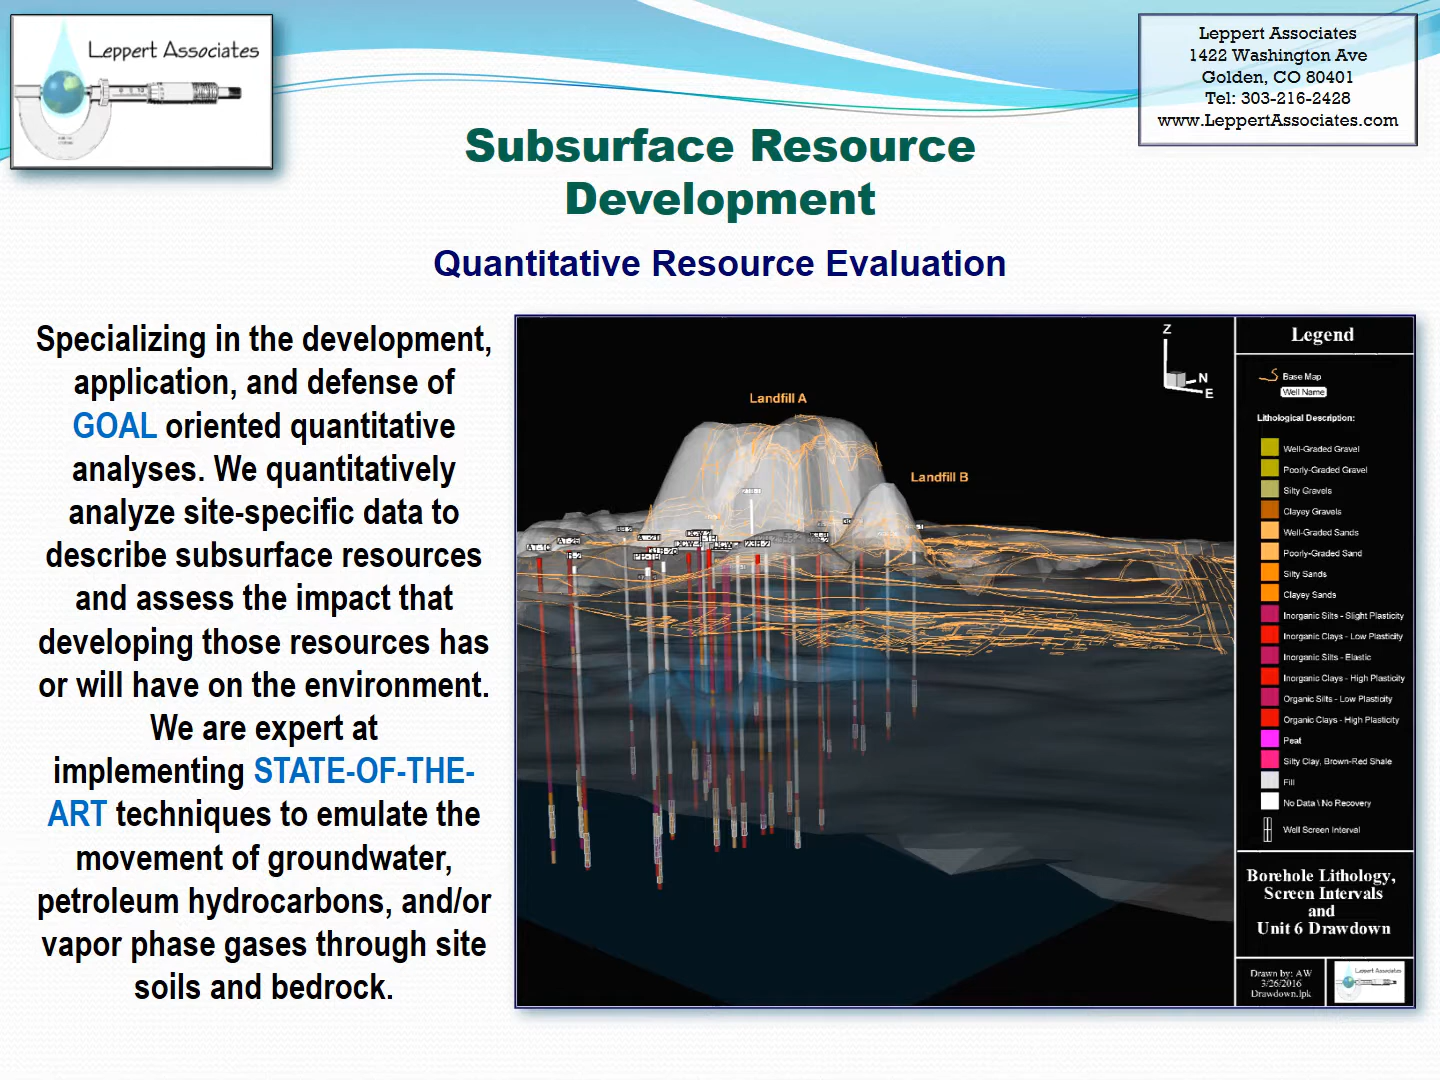 Leppert Associates
Leppert Associates
1422 Washington Ave
Golden, CO 80401
Tel: 303-216-2428
www.LeppertAssociates.com
Subsurface Resource
Development
Quantitative Resource Evaluation
Specializing in the development,
application, and defense of
GOAL oriented quantitative
analyses. We quantitatively
analyze site-specific data to
describe subsurface resources
and assess the impact that
developing those resources has
or will have on the environment.
We are expert at
implementing STATE-OF-THE-
ART techniques to emulate the
movement of groundwater,
petroleum hydrocarbons, and/or
vapor phase gases through site
soils and bedrock.
Z
N
E
Landfill A
Landfill B
Legend
Base Map
Well Name
Lithological Description:
Well-Graded Gravel
Poorly-Graded Gravel
Silty Gravels
Clayey Gravels
Well-Graded Sands
Poorly-Graded Sand
Silty Sands
Clayey Sands
Inorganic Silts - Slight Plasticity
Inorganic Clays - Low Plasticity
Inorganic Silts - Elastic
Inorganic Clays - High Plasticity
Organic Silts - Low Plasticity
Organic Clays - High Plasticity
Peat
Silty Clay, Brown-Red Shale
Fill
No Data \ No Recovery
Well Screen Interval
Borehole Lithology,
Screen Intervals
and
Unit 6 Drawdown
Drawn by: AW
3/26/2016
Drawdown.lpk
Leppert Associates